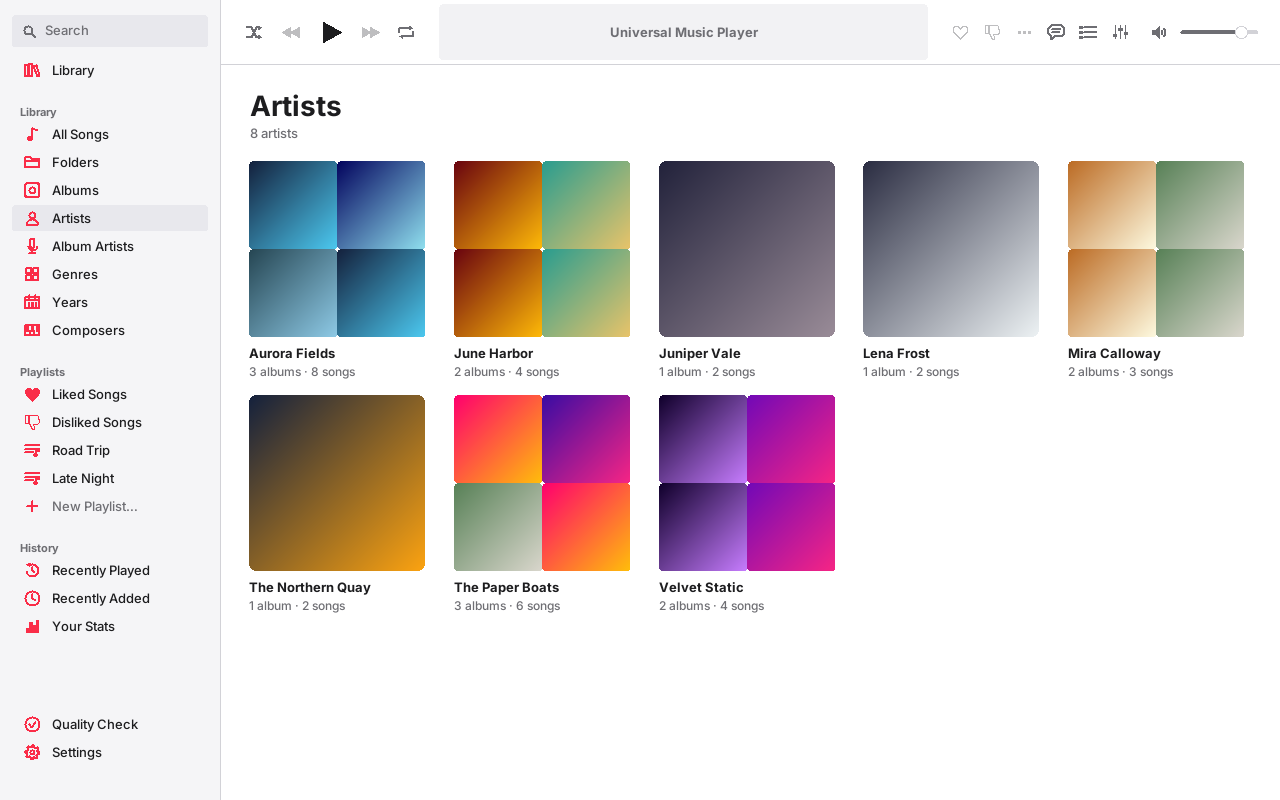 Search
Library
Library
All Songs
Folders
Albums
Artists
Album Artists
Genres
Years
Composers
Playlists
Liked Songs
Disliked Songs
Road Trip
Late Night
New Playlist...
History
Recently Played
Recently Added
Your Stats
Quality Check
Settings
Universal Music Player
Artists
8 artists
Aurora Fields
3 albums · 8 songs
June Harbor
2 albums · 4 songs
Juniper Vale
1 album · 2 songs
Lena Frost
1 album · 2 songs
Mira Calloway
2 albums · 3 songs
The Northern Quay
1 album · 2 songs
The Paper Boats
3 albums · 6 songs
Velvet Static
2 albums · 4 songs